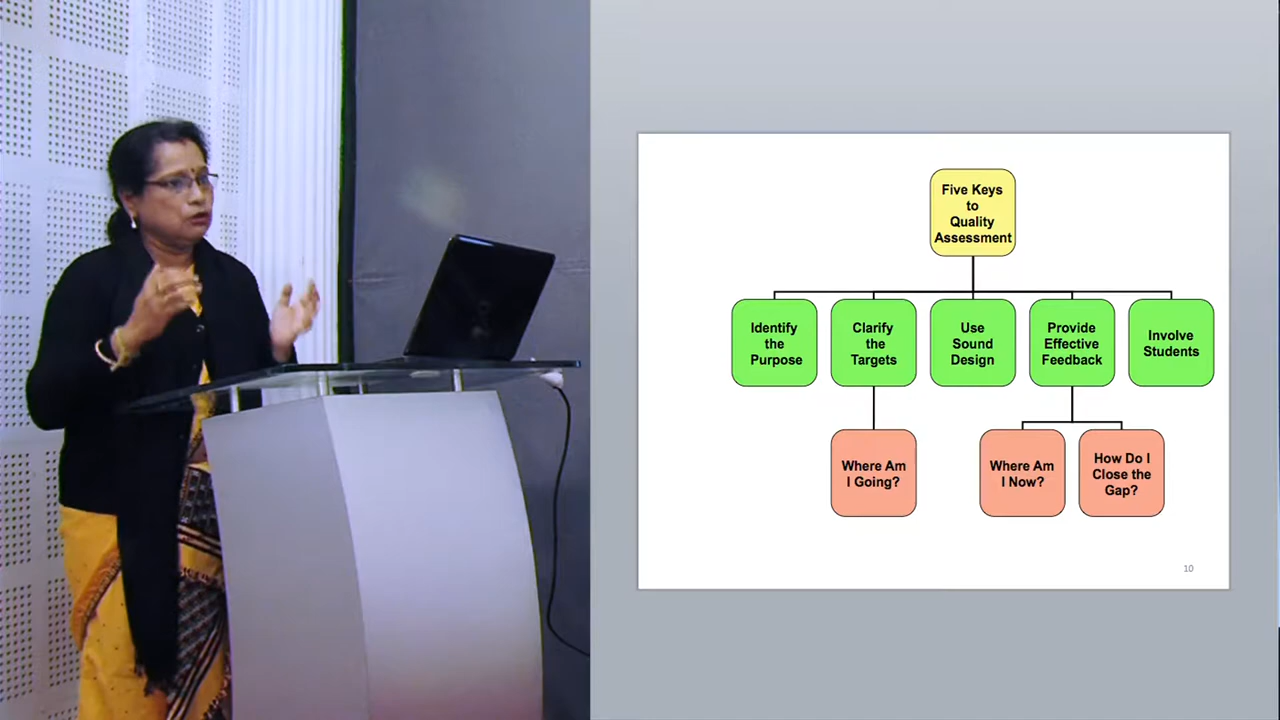 Five Keys
to
Quality
Assessment
Identify
the
Purpose
Clarify
the
Targets
Use
Sound
Design
Provide
Effective
Feedback
Involve
Students
Where Am
I Going?
Where Am
I Now?
How Do I
Close the
Gap?
10